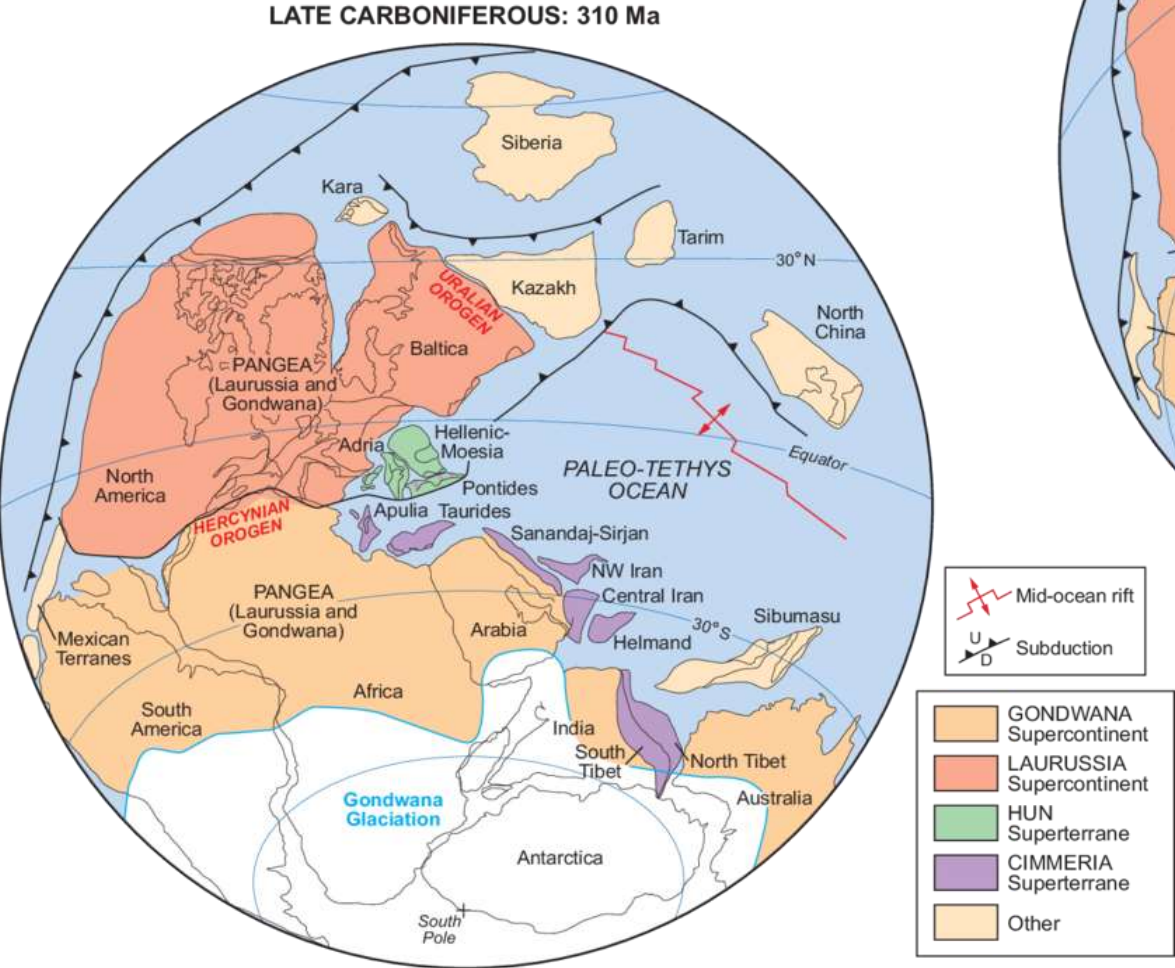 LATE CARBONIFEROUS: 310 Ma
Siberia
Kara
Tarim
30° N
Kazakh
URALIAN
OROGEN
North
China
Baltica
PANGEA
(Laurussia and
Gondwana)
Adria
Hellenic-
Moesia
Equator
PALEO-TETHYS
OCEAN
North
America
Pontides
HERCYNIAN
OROGEN
Apulia
Taurides
Sanandaj-Sirjan
NW Iran
Central Iran
PANGEA
(Laurussia and
Gondwana)
Arabia
30° S
Helmand
Sibumasu
Mexican
Terranes
Africa
South
America
India
South
Tibet
North Tibet
Australia
Gondwana
Glaciation
Antarctica
South
Pole
Mid-ocean rift
U
D
Subduction
GONDWANA
Supercontinent
LAURUSSIA
Supercontinent
HUN
Superterrane
CIMMERIA
Superterrane
Other